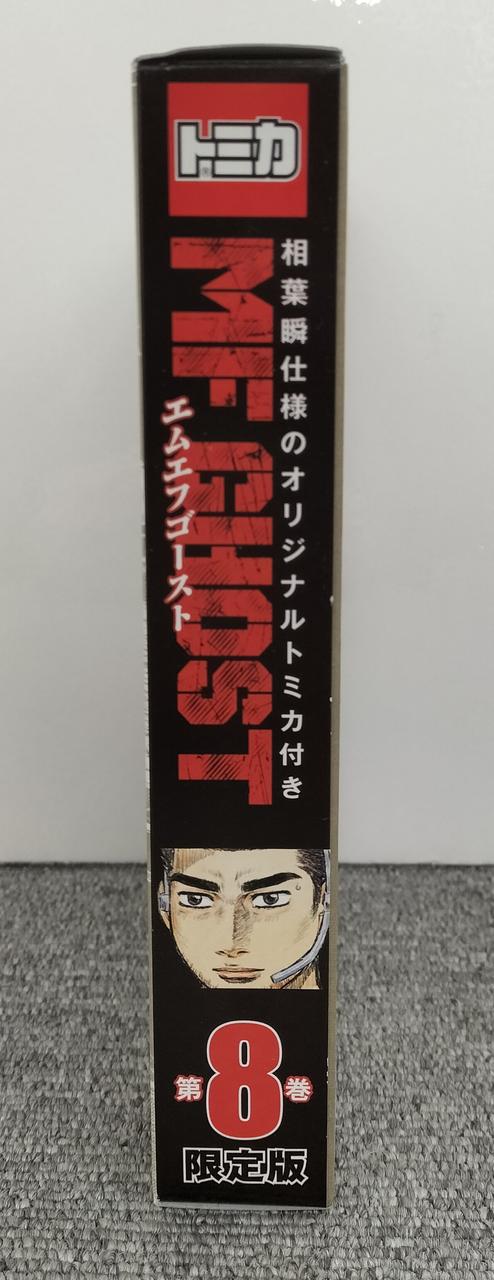 トミカ®
相葉瞬仕様のオリジナルトミカ付き
MF GHOST
エムエフゴースト
第8巻
限定版